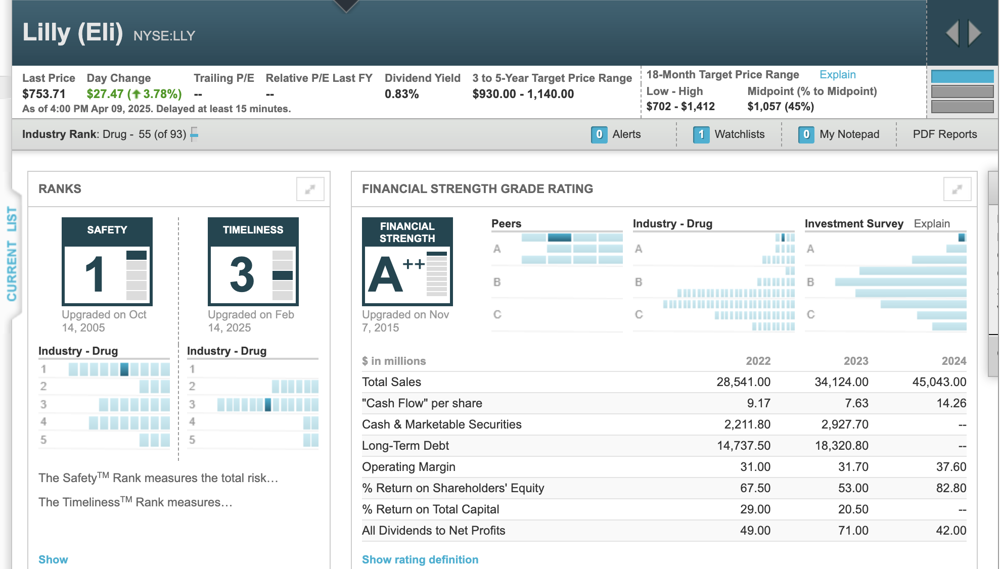 Lilly (Eli) NYSE:LLY
Last Price Day Change Trailing P/E Relative P/E Last FY Dividend Yield 3 to 5-Year Target Price Range
$753.71 $27.47 (3.78%) -- -- 0.83% $930.00 - 1,140.00
As of 4:00 PM Apr 09, 2025. Delayed at least 15 minutes.
18-Month Target Price Range Explain
Low - High Midpoint (% to Midpoint)
$702 - $1,412 $1,057 (45%)
Industry Rank: Drug - 55 (of 93)
0 Alerts 1 Watchlists 0 My Notepad PDF Reports
CURRENT LIST
RANKS
SAFETY TIMELINESS
1 3
Upgraded on Oct
14, 2005
Upgraded on Feb
14, 2025
Industry - Drug Industry - Drug
1 1
2 2
3 3
4 4
5 5
The Safety™ Rank measures the total risk...
The Timeliness™ Rank measures...
Show
FINANCIAL STRENGTH GRADE RATING
FINANCIAL
STRENGTH
A++
Upgraded on Nov
7, 2015
Peers Industry - Drug Investment Survey Explain
A A A
B B B
C C C
$ in millions 2022 2023 2024
Total Sales 28,541.00 34,124.00 45,043.00
"Cash Flow" per share 9.17 7.63 14.26
Cash & Marketable Securities 2,211.80 2,927.70 --
Long-Term Debt 14,737.50 18,320.80 --
Operating Margin 31.00 31.70 37.60
% Return on Shareholders' Equity 67.50 53.00 82.80
% Return on Total Capital 29.00 20.50 --
All Dividends to Net Profits 49.00 71.00 42.00
Show rating definition